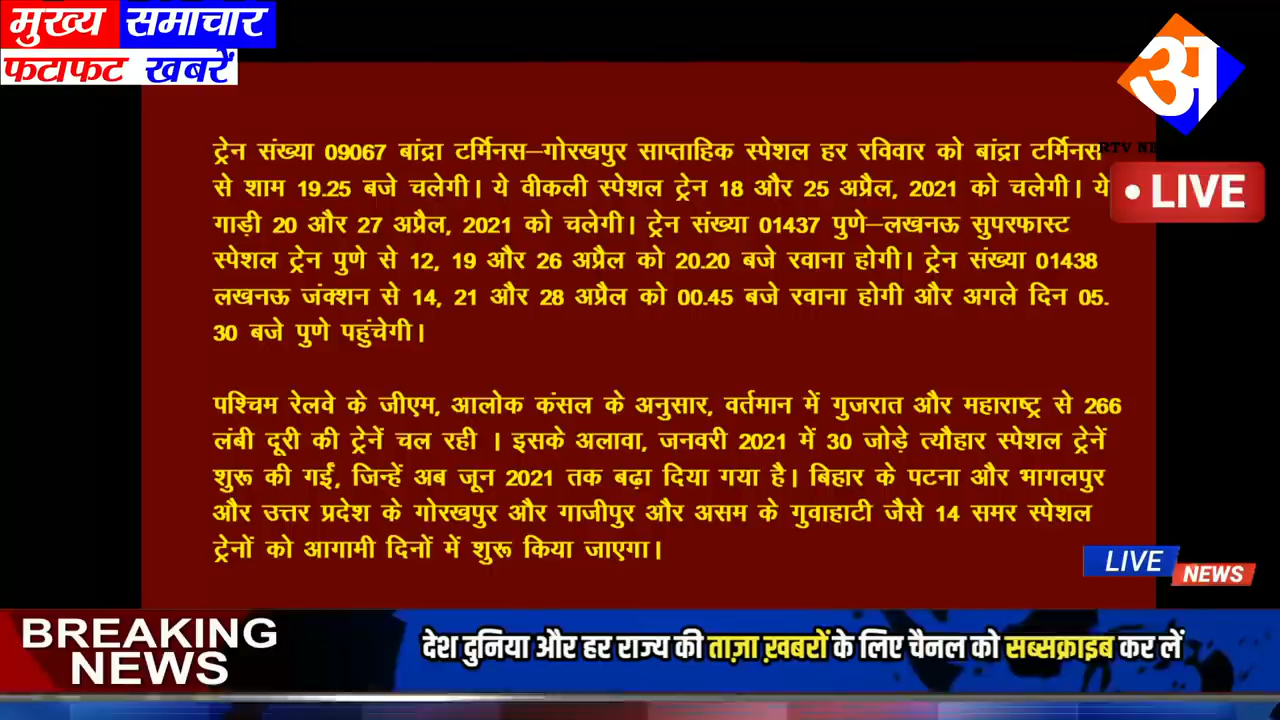 मुख्य समाचार
फटाफट खबरें
अ
RTV NE
● LIVE
ट्रेन संख्या 09067 बांद्रा टर्मिनस–गोरखपुर साप्ताहिक स्पेशल हर रविवार को बांद्रा टर्मिनस
से शाम 19.25 बजे चलेगी। ये वीकली स्पेशल ट्रेन 18 और 25 अप्रैल, 2021 को चलेगी। ये
गाड़ी 20 और 27 अप्रैल, 2021 को चलेगी। ट्रेन संख्या 01437 पुणे–लखनऊ सुपरफास्ट
स्पेशल ट्रेन पुणे से 12, 19 और 26 अप्रैल को 20.20 बजे रवाना होगी। ट्रेन संख्या 01438
लखनऊ जंक्शन से 14, 21 और 28 अप्रैल को 00.45 बजे रवाना होगी और अगले दिन 05.
30 बजे पुणे पहुंचेगी।
पश्चिम रेलवे के जीएम, आलोक कंसल के अनुसार, वर्तमान में गुजरात और महाराष्ट्र से 266
लंबी दूरी की ट्रेनें चल रही । इसके अलावा, जनवरी 2021 में 30 जोड़े त्यौहार स्पेशल ट्रेनें
शुरू की गईं, जिन्हें अब जून 2021 तक बढ़ा दिया गया है। बिहार के पटना और भागलपुर
और उत्तर प्रदेश के गोरखपुर और गाजीपुर और असम के गुवाहाटी जैसे 14 समर स्पेशल
ट्रेनों को आगामी दिनों में शुरू किया जाएगा।
LIVE
NEWS
BREAKING
NEWS
देश दुनिया और हर राज्य की ताज़ा ख़बरों के लिए चैनल को सब्सक्राइब कर लें